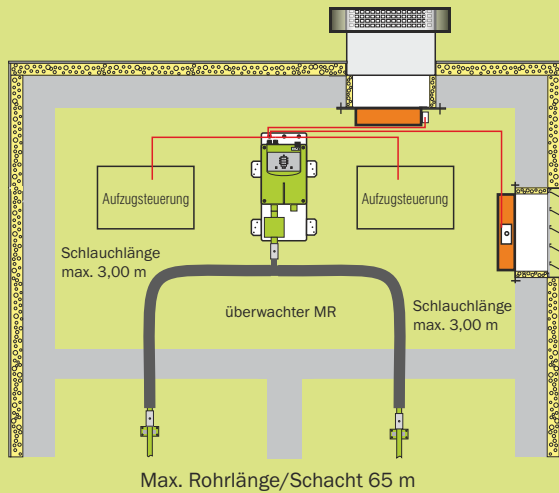 Aufzugsteuerung
Aufzugsteuerung
Schlauchlänge
max. 3,00 m
überwachter MR
Schlauchlänge
max. 3,00 m
Max. Rohrlänge/Schacht 65 m